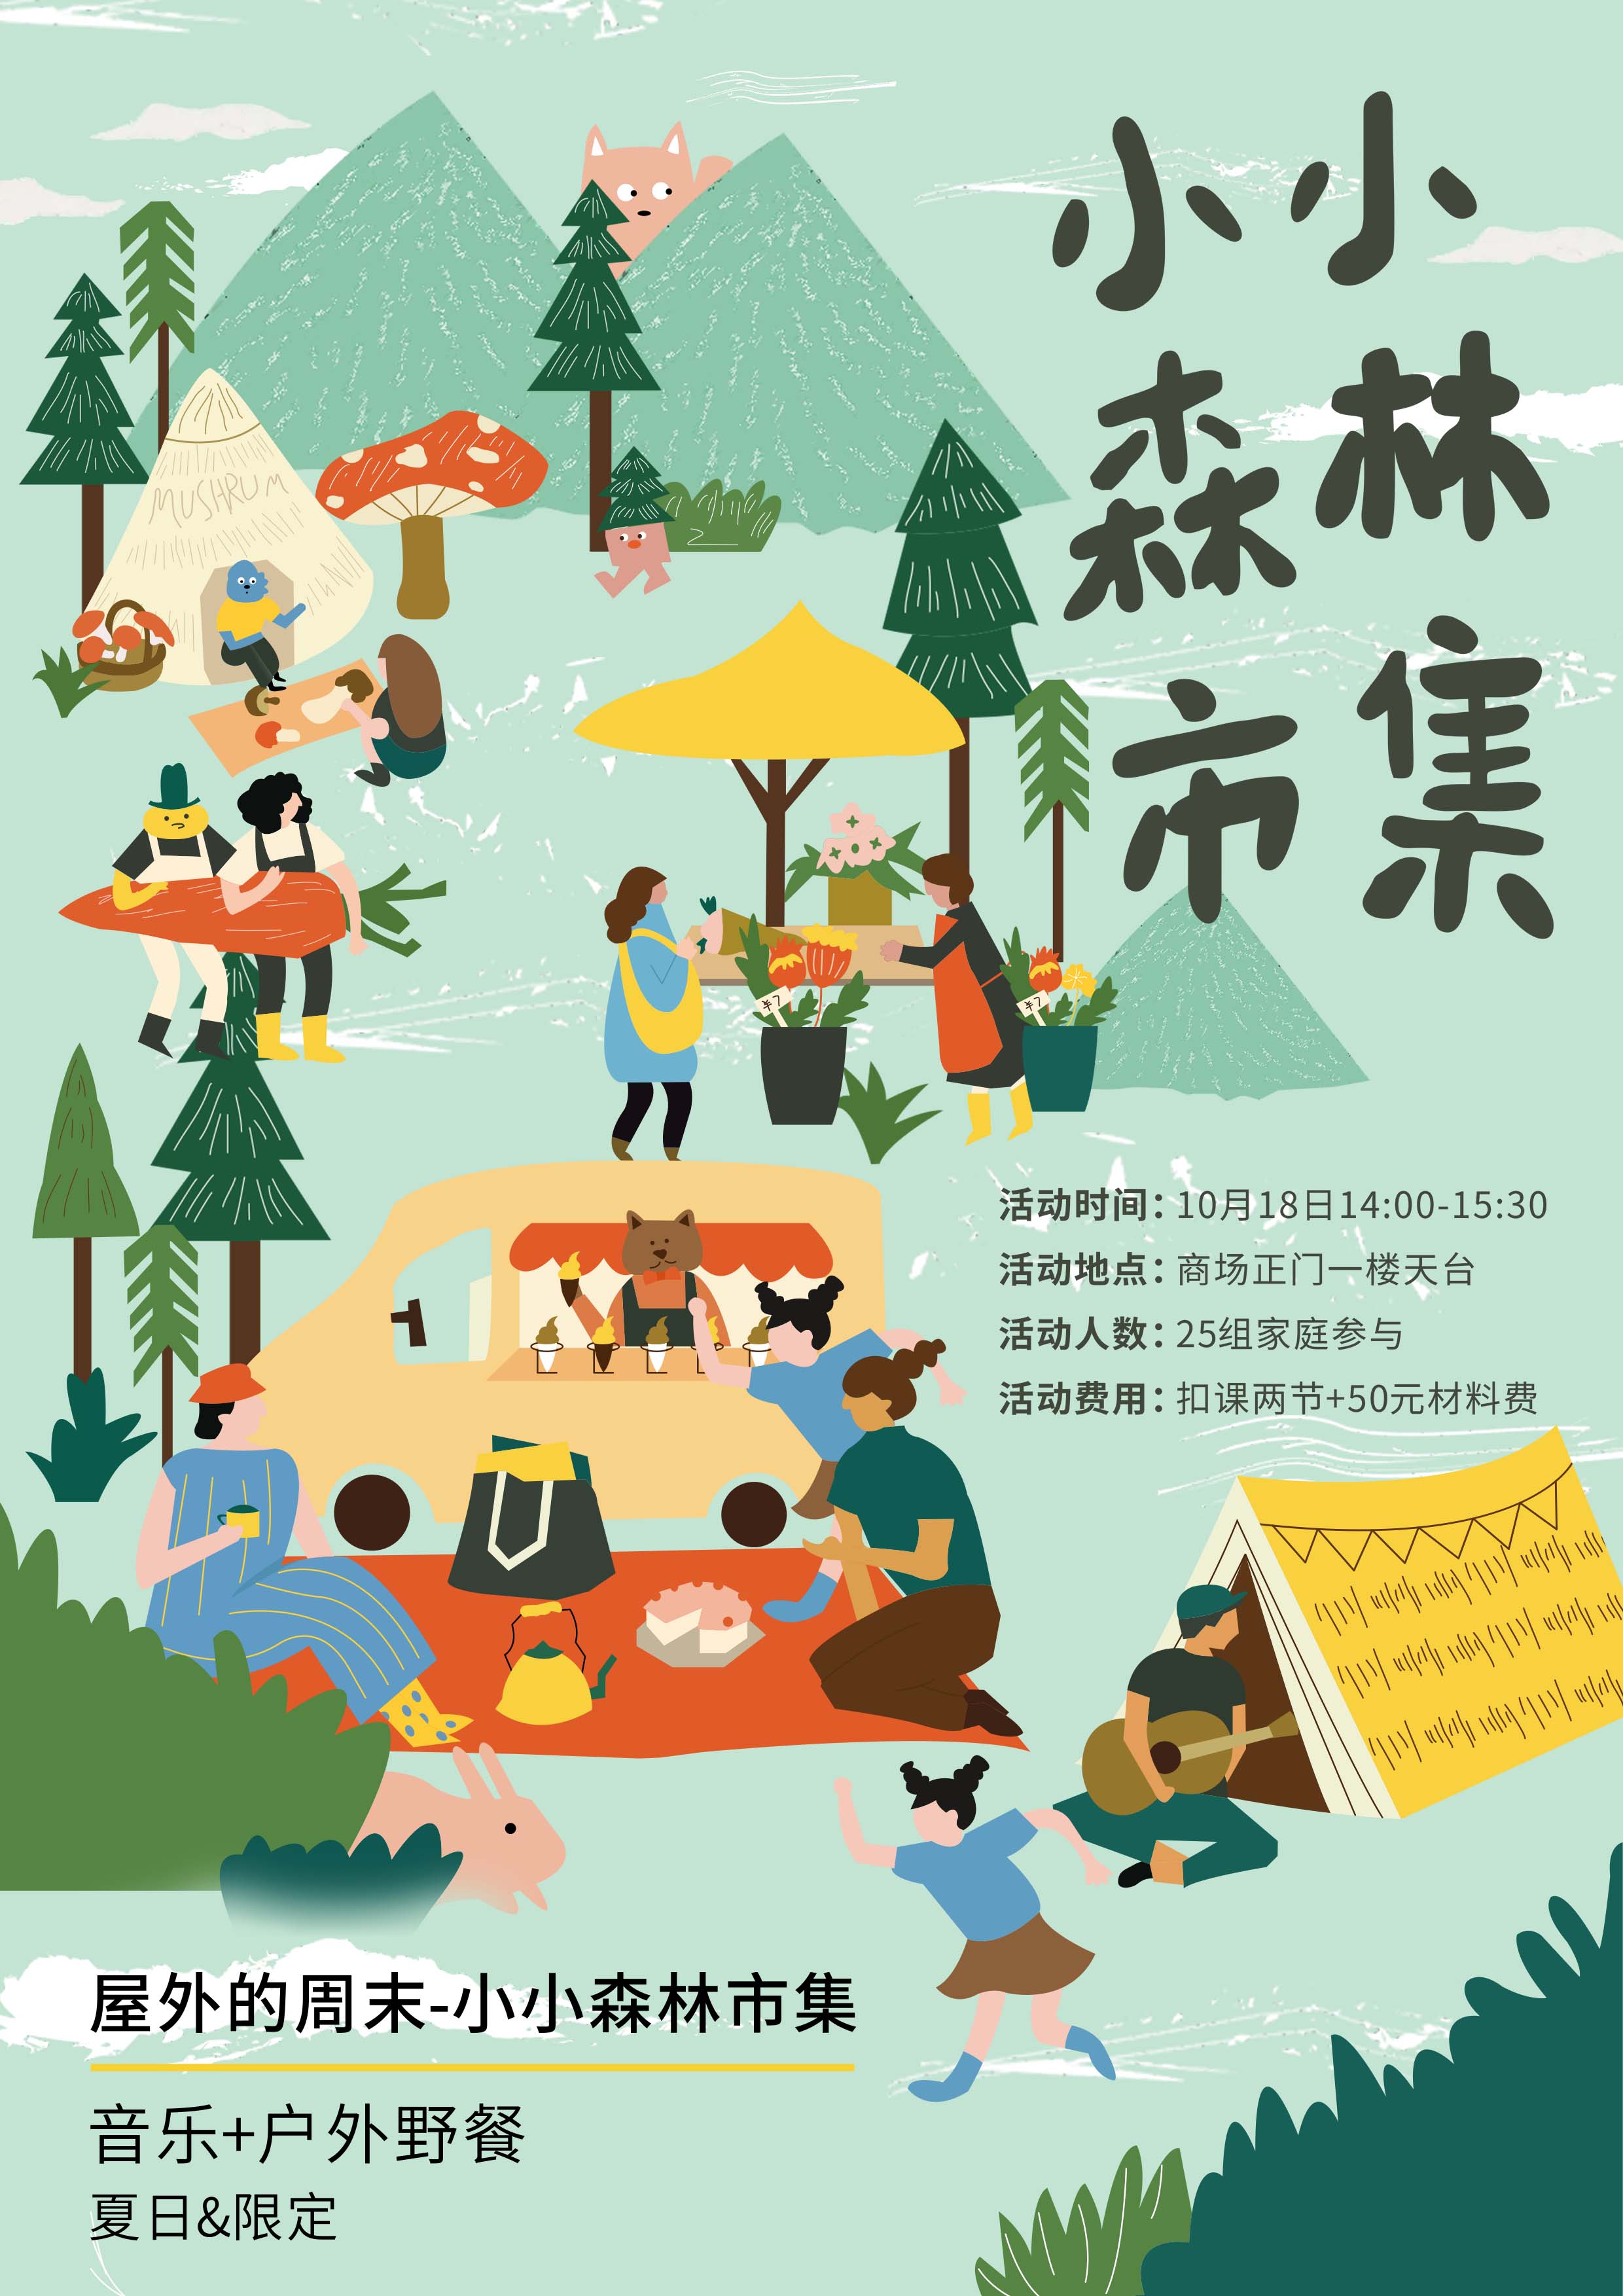 小小
森林
市集
MUSHRUM
¥7
¥7
活动时间：10月18日14:00-15:30
活动地点：商场正门一楼天台
活动人数：25组家庭参与
活动费用：扣课两节+50元材料费
屋外的周末-小小森林市集
音乐+户外野餐
夏日&限定